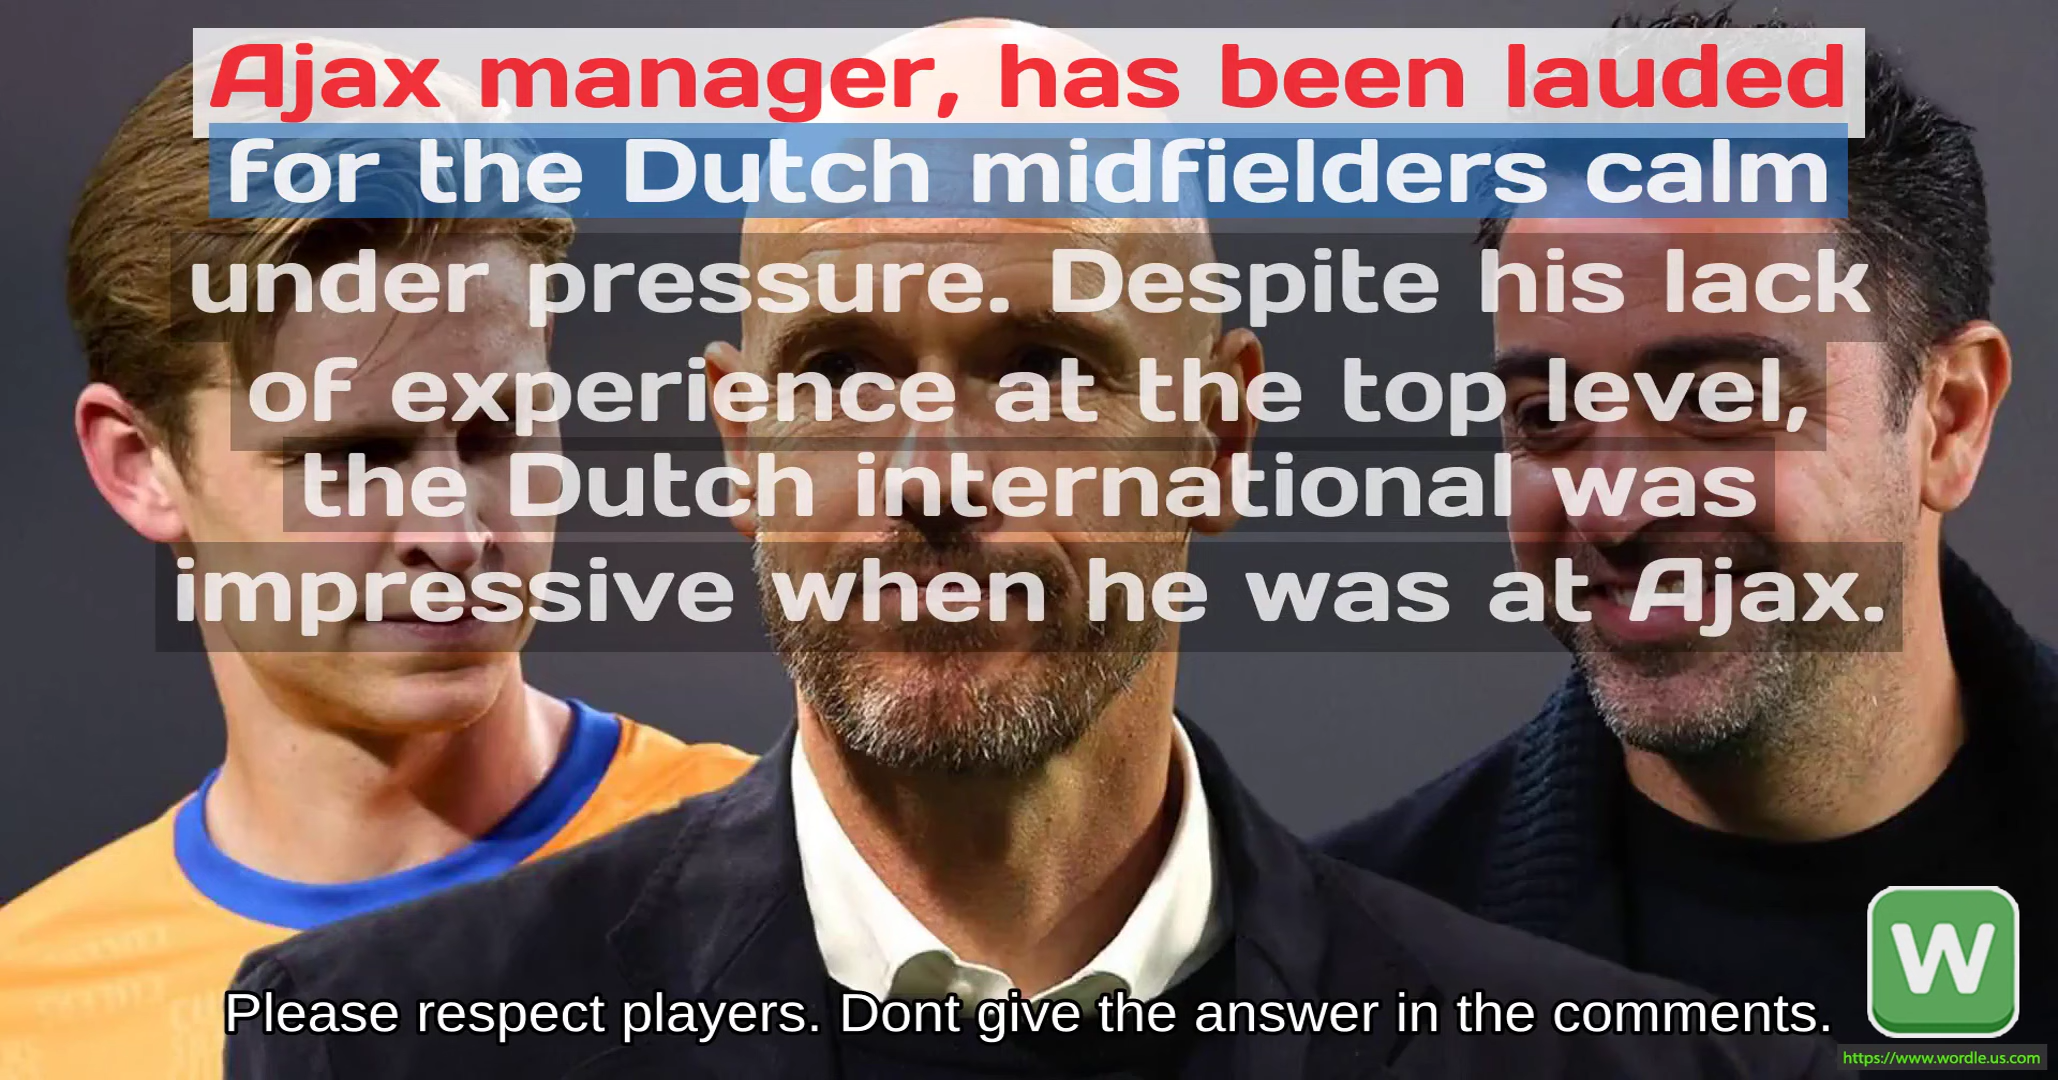 Ajax manager, has been lauded
for the Dutch midfielders calm
under pressure. Despite his lack
of experience at the top level,
the Dutch international was
impressive when he was at Ajax.
Please respect players. Dont give the answer in the comments.
W
https://www.wordle.us.com